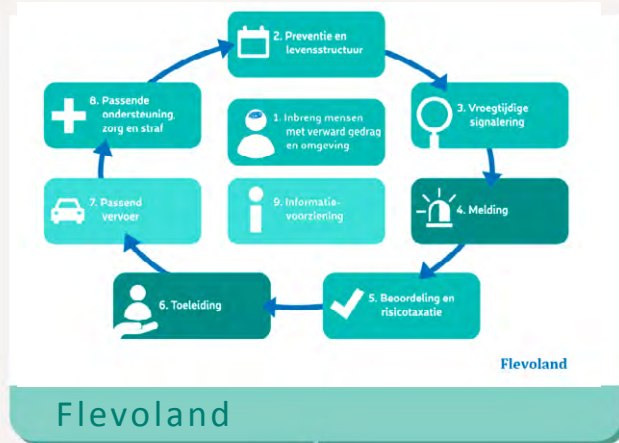 2. Preventie en
levensstructuur
8. Passende
ondersteuning,
zorg en straf
1. Inbreng mensen
met verward gedrag
en omgeving
3. Vroegtijdige
signalering
7. Passend
vervoer
9. Informatie-
voorziening
4. Melding
6. Toeleiding
5. Beoordeling en
risicotaxatie
Flevoland
Flevoland